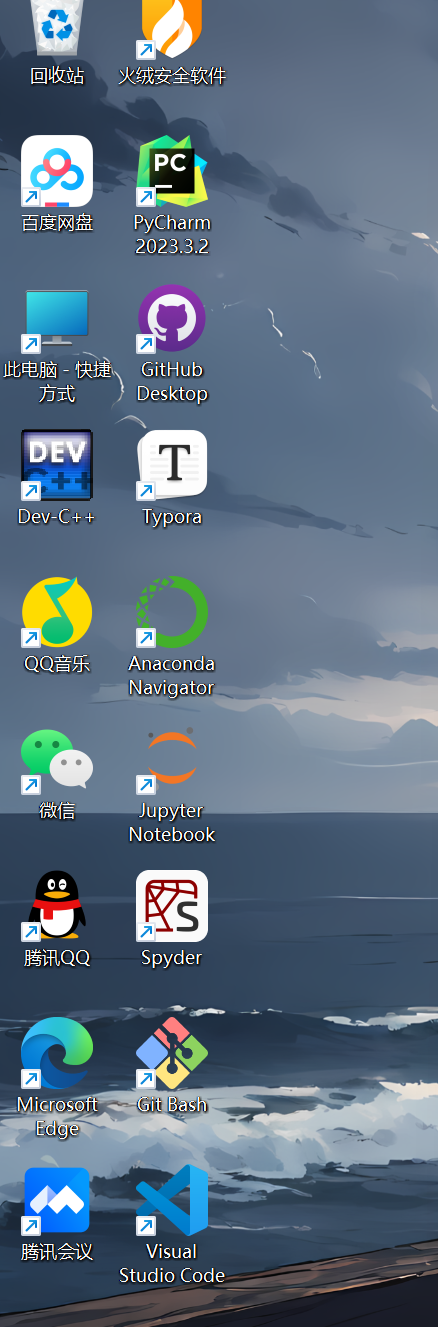 回收站
火绒安全软件
百度网盘
PC
PyCharm
2023.3.2
此电脑 - 快捷
方式
GitHub
Desktop
DEV
C++
Dev-C++
T
Typora
QQ音乐
Anaconda
Navigator
微信
Jupyter
Notebook
腾讯QQ
S
Spyder
Microsoft
Edge
Git Bash
腾讯会议
Visual
Studio Code